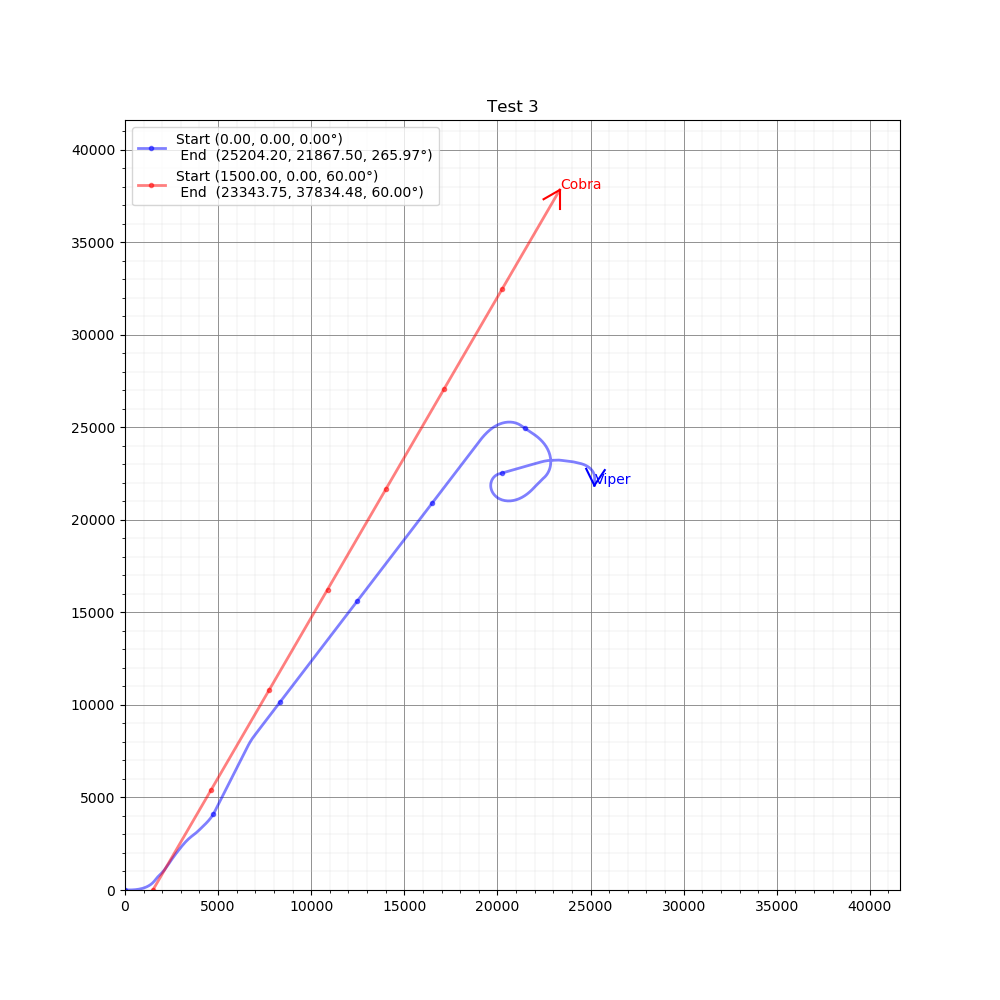 Test 3
Start (0.00, 0.00, 0.00°)
End (25204.20, 21867.50, 265.97°)
Start (1500.00, 0.00, 60.00°)
End (23343.75, 37834.48, 60.00°)
Cobra
Viper
40000
35000
30000
25000
20000
15000
10000
5000
0
0 5000 10000 15000 20000 25000 30000 35000 40000